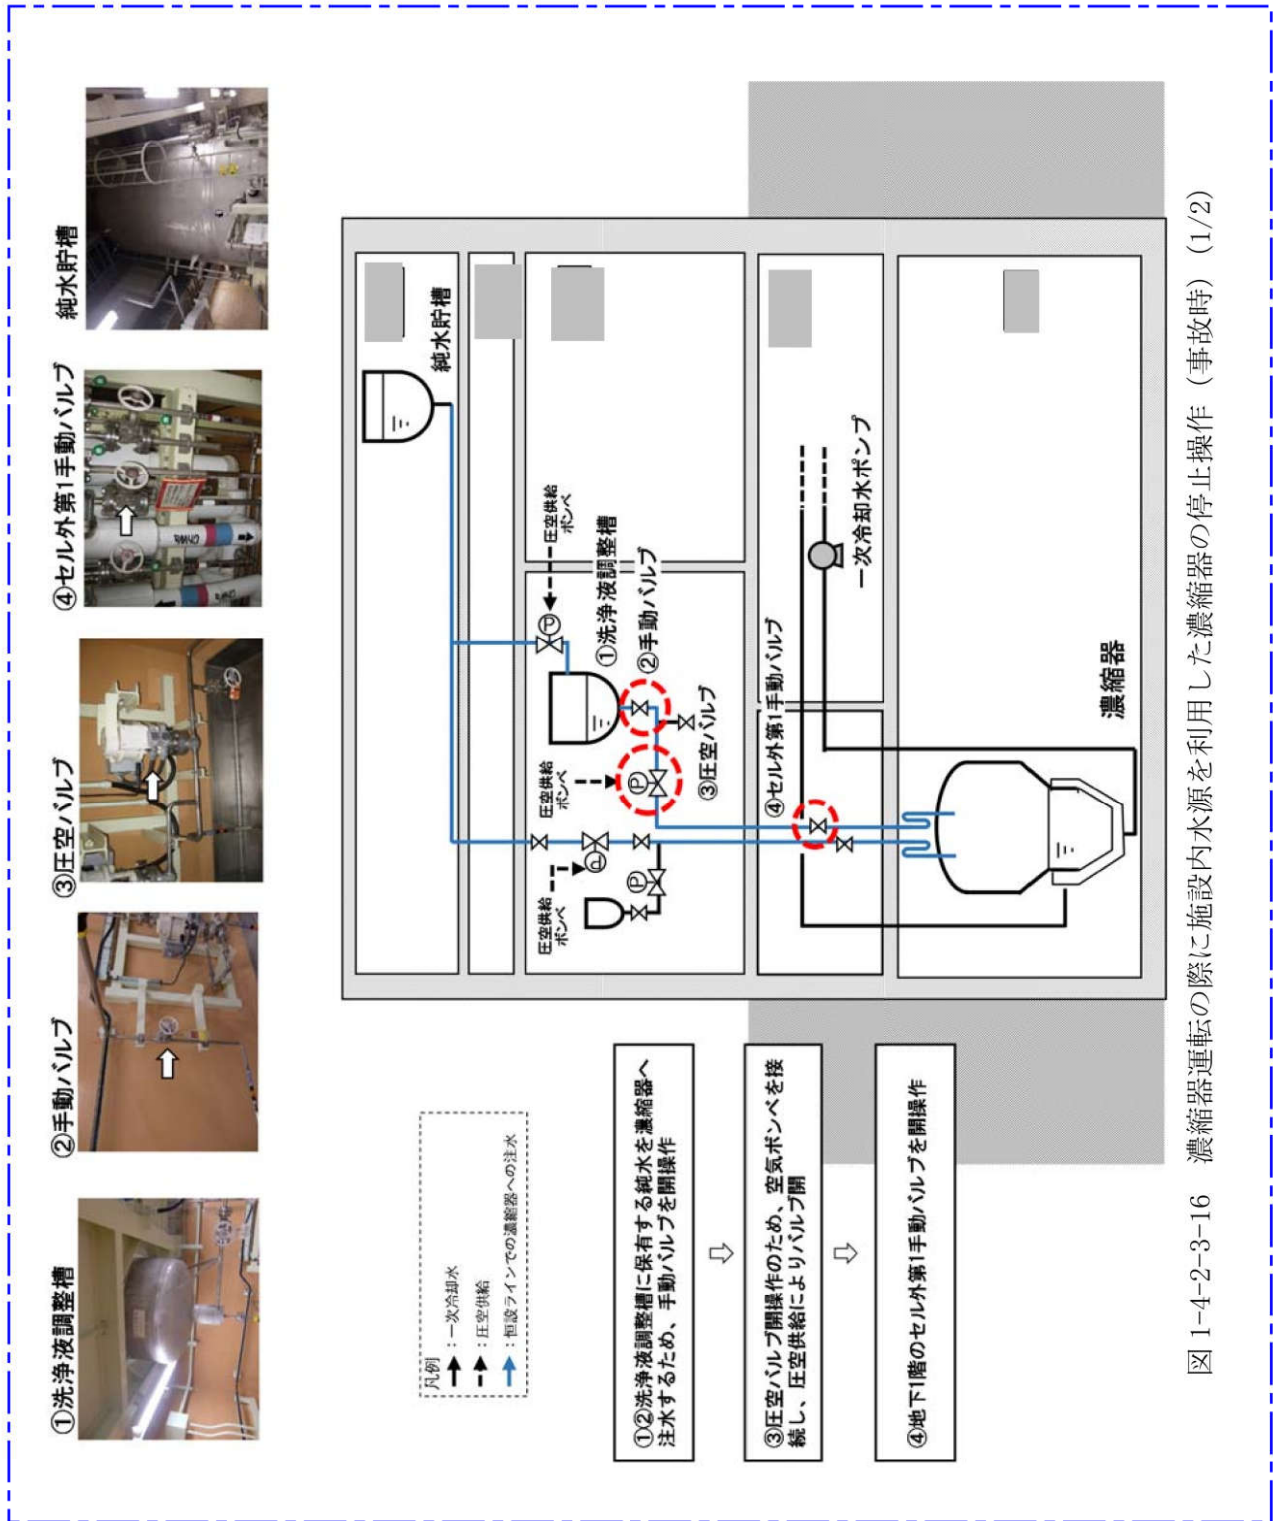 ①洗浄液調整槽
②手動バルブ
③圧空バルブ
④セル外第1手動バルブ
純水貯槽
凡例
：一次冷却水
：圧空供給
：恒設ラインでの濃縮器への注水
①②洗浄液調整槽に保有する純水を濃縮器へ
注水するため、手動バルブを開操作
③圧空バルブ開操作のため、空気ボンベを接
続し、圧空供給によりバルブ開
④地下1階のセル外第1手動バルブを開操作
純水貯槽
圧空供給
ボンベ
①洗浄液調整槽
②手動バルブ
圧空供給
ボンベ
③圧空バルブ
圧空供給
ボンベ
P
P
P
P
④セル外第1手動バルブ
一次冷却水ポンプ
濃縮器
図 1-4-2-3-16　濃縮器運転の際に施設内水源を利用した濃縮器の停止操作（事故時）（1/2）